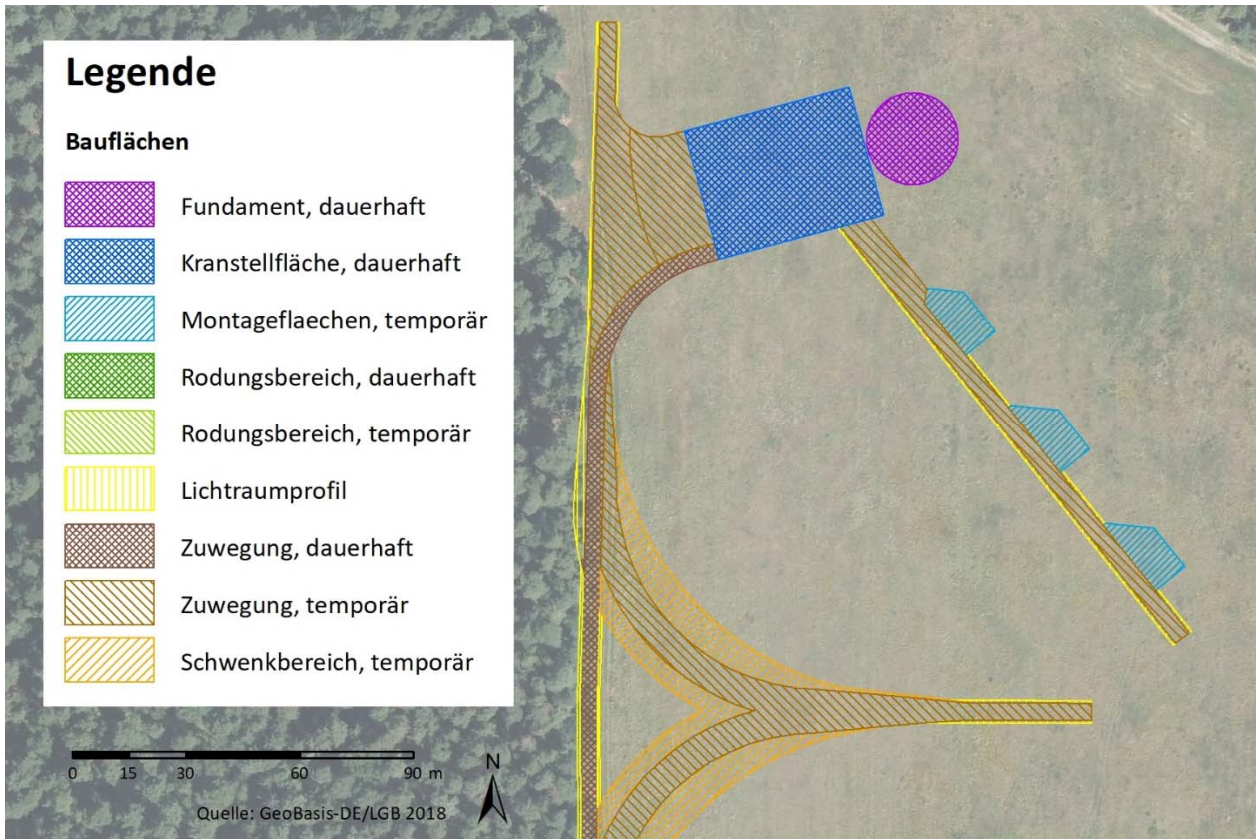 Legende
Bauflächen
Fundament, dauerhaft
Kranstellfläche, dauerhaft
Montageflaechen, temporär
Rodungsbereich, dauerhaft
Rodungsbereich, temporär
Lichtraumprofil
Zuwegung, dauerhaft
Zuwegung, temporär
Schwenkbereich, temporär
0 15 30 60 90 m
N
Quelle: GeoBasis-DE/LGB 2018